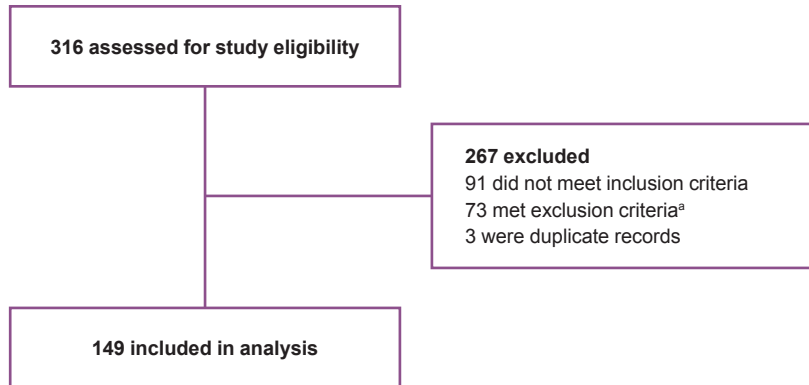 316 assessed for study eligibility
267 excluded
91 did not meet inclusion criteria
73 met exclusion criteriaᵃ
3 were duplicate records
149 included in analysis